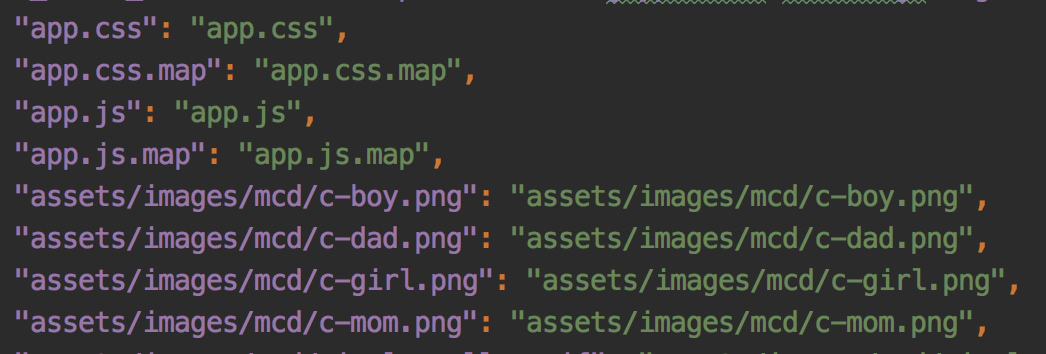 "app.css": "app.css",
"app.css.map": "app.css.map",
"app.js": "app.js",
"app.js.map": "app.js.map",
"assets/images/mcd/c-boy.png": "assets/images/mcd/c-boy.png",
"assets/images/mcd/c-dad.png": "assets/images/mcd/c-dad.png",
"assets/images/mcd/c-girl.png": "assets/images/mcd/c-girl.png",
"assets/images/mcd/c-mom.png": "assets/images/mcd/c-mom.png",